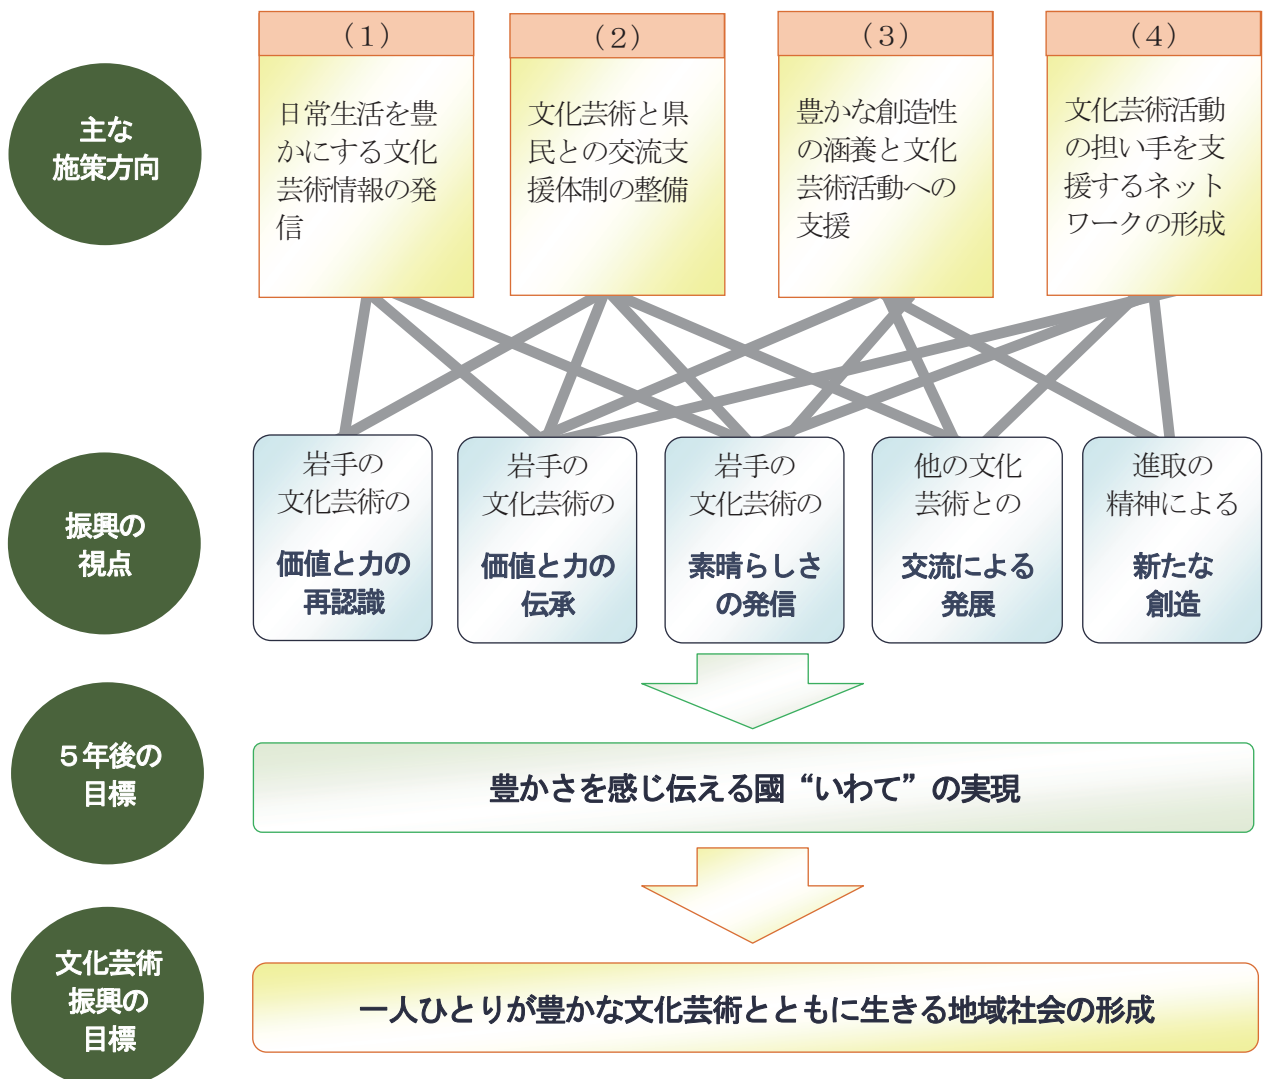 主な
施策方向
（１）
日常生活を豊
かにする文化
芸術情報の発
信
（２）
文化芸術と県
民との交流支
援体制の整備
（３）
豊かな創造性
の涵養と文化
芸術活動への
支援
（４）
文化芸術活動
の担い手を支
援するネット
ワークの形成
振興の
視点
岩手の
文化芸術の
価値と力の
再認識
岩手の
文化芸術の
価値と力の
伝承
岩手の
文化芸術の
素晴らしさ
の発信
他の文化
芸術との
交流による
発展
進取の
精神による
新たな
創造
５年後の
目標
豊かさを感じ伝える國“いわて”の実現
文化芸術
振興の
目標
一人ひとりが豊かな文化芸術とともに生きる地域社会の形成